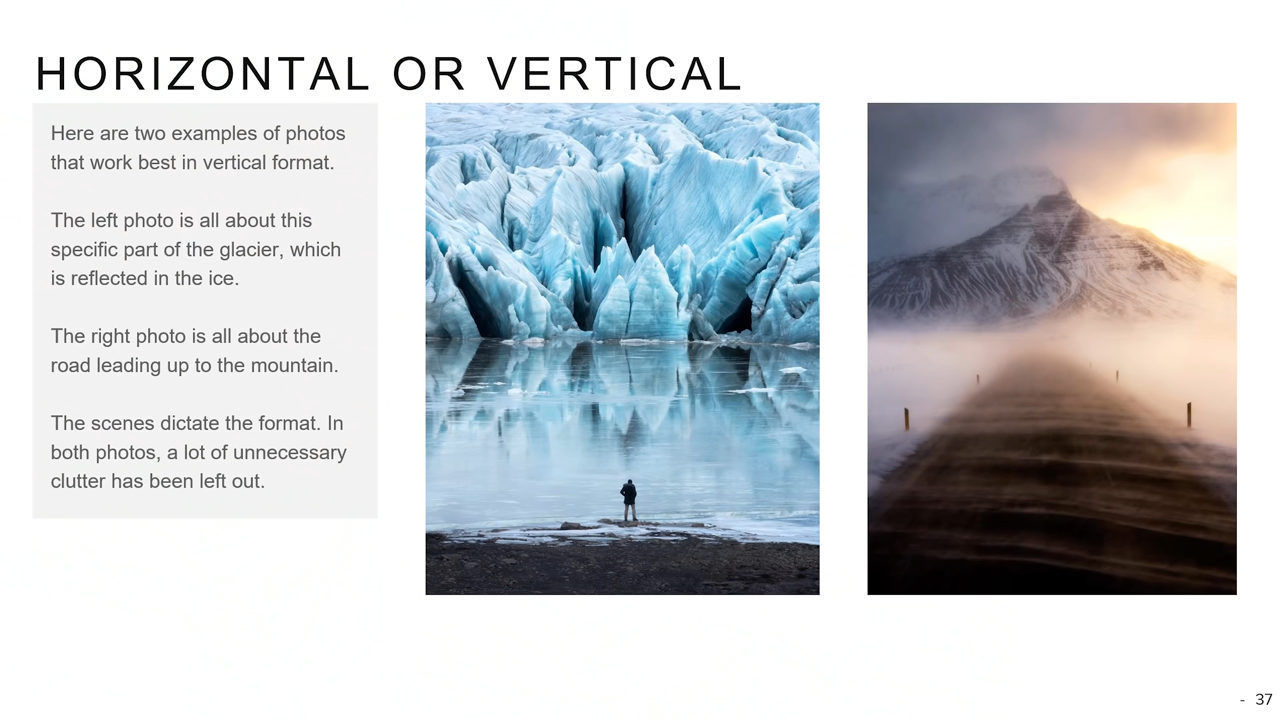 HORIZONTAL OR VERTICAL
Here are two examples of photos
that work best in vertical format.
The left photo is all about this
specific part of the glacier, which
is reflected in the ice.
The right photo is all about the
road leading up to the mountain.
The scenes dictate the format. In
both photos, a lot of unnecessary
clutter has been left out.
- 37